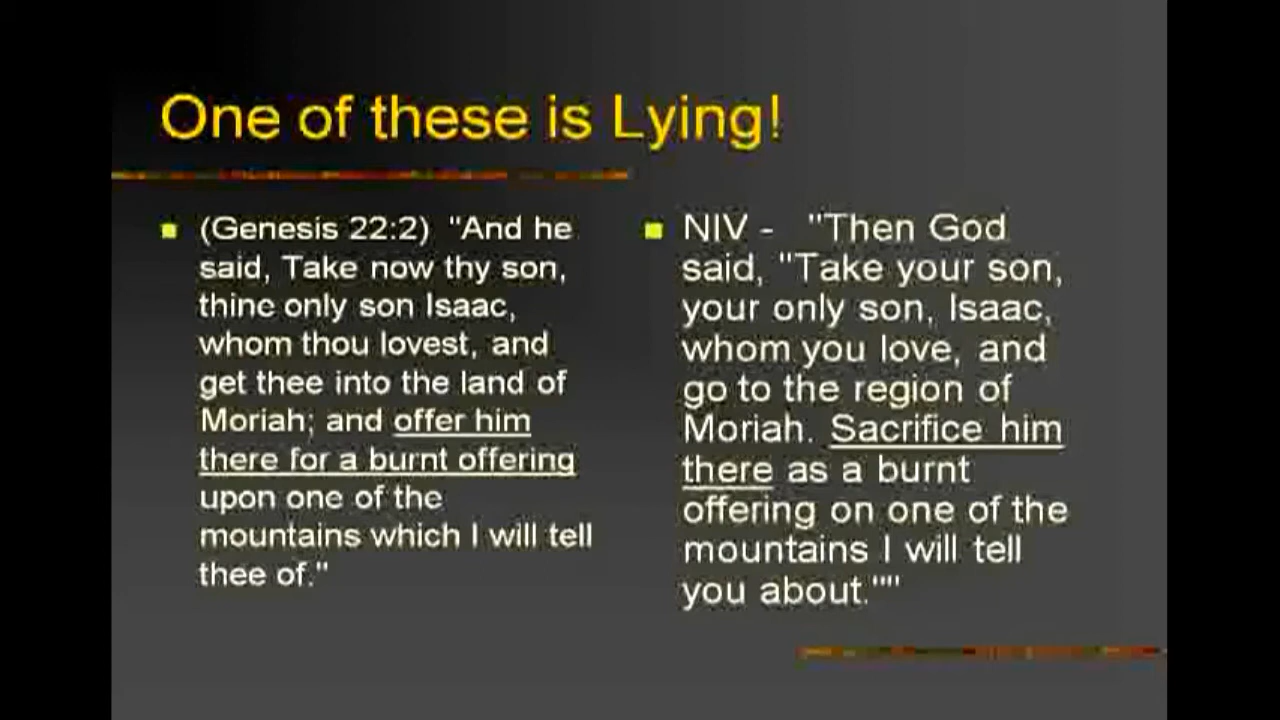 One of these is Lying!
(Genesis 22:2) "And he
said, Take now thy son,
thine only son Isaac,
whom thou lovest, and
get thee into the land of
Moriah; and offer him
there for a burnt offering
upon one of the
mountains which I will tell
thee of."
NIV - "Then God
said, "Take your son,
your only son, Isaac,
whom you love, and
go to the region of
Moriah. Sacrifice him
there as a burnt
offering on one of the
mountains I will tell
you about.""